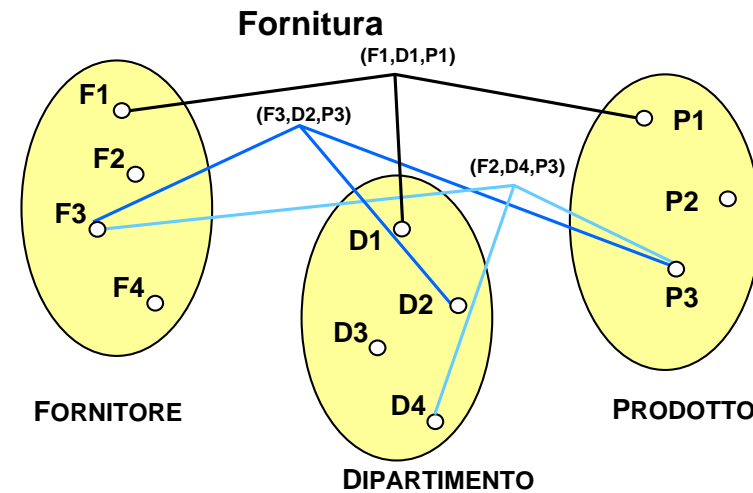 Fornitura
(F1,D1,P1)
F1
(F3,D2,P3)
P1
F2
(F2,D4,P3)
P2
F3
D1
F4
D2
P3
D3
D4
FORNITORE
PRODOTTO
DIPARTIMENTO